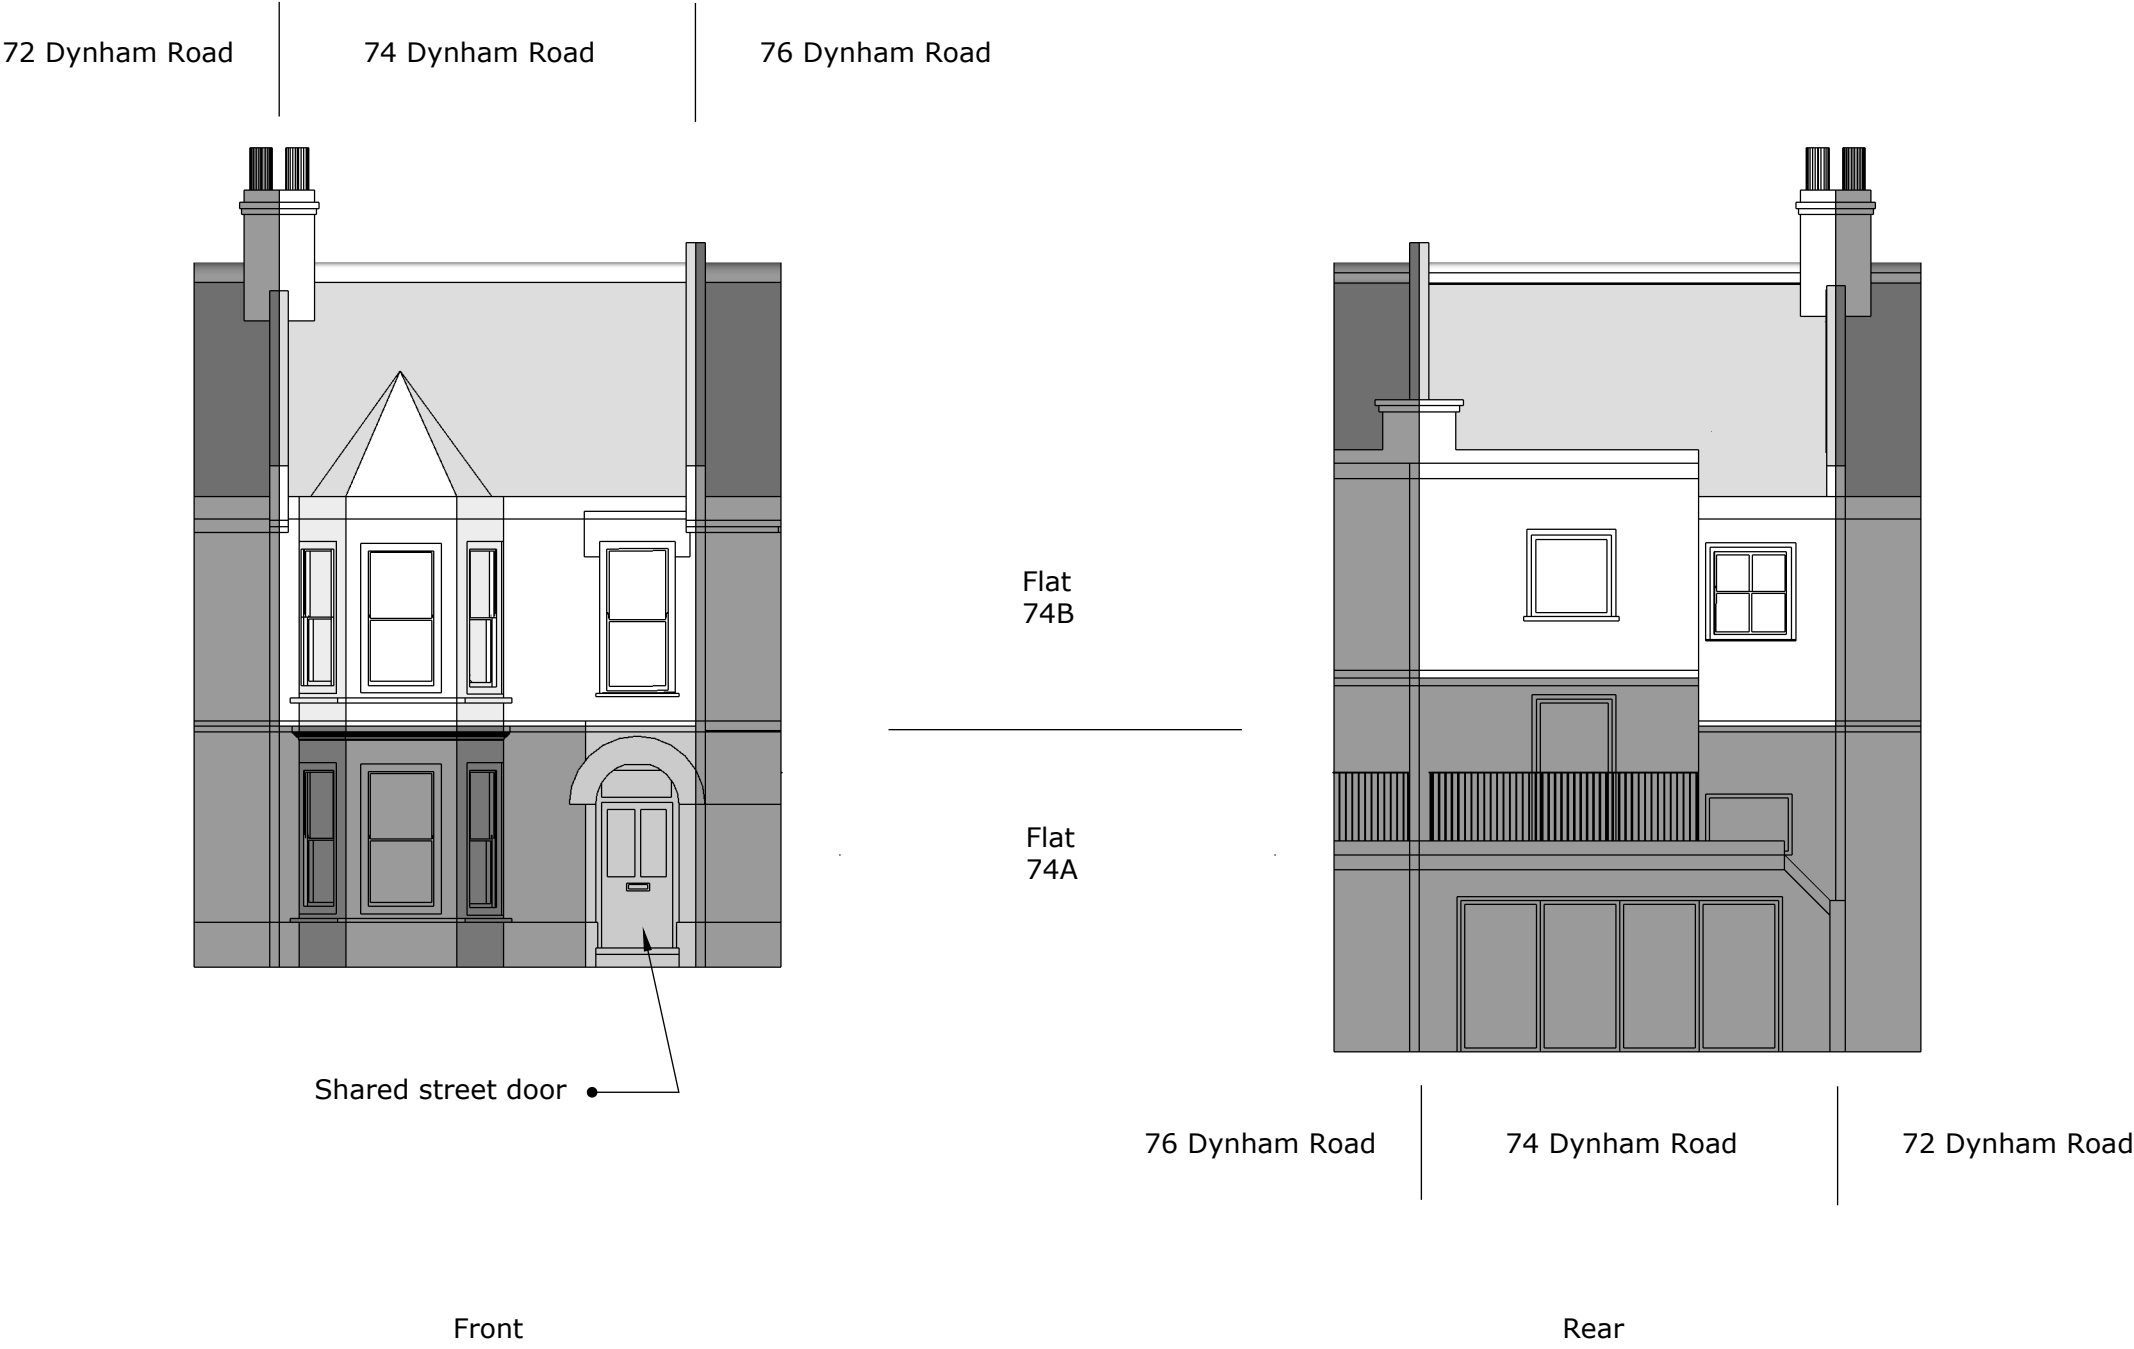 72 Dynham Road
74 Dynham Road
76 Dynham Road
Flat
74B
Flat
74A
Shared street door
76 Dynham Road
74 Dynham Road
72 Dynham Road
Front
Rear